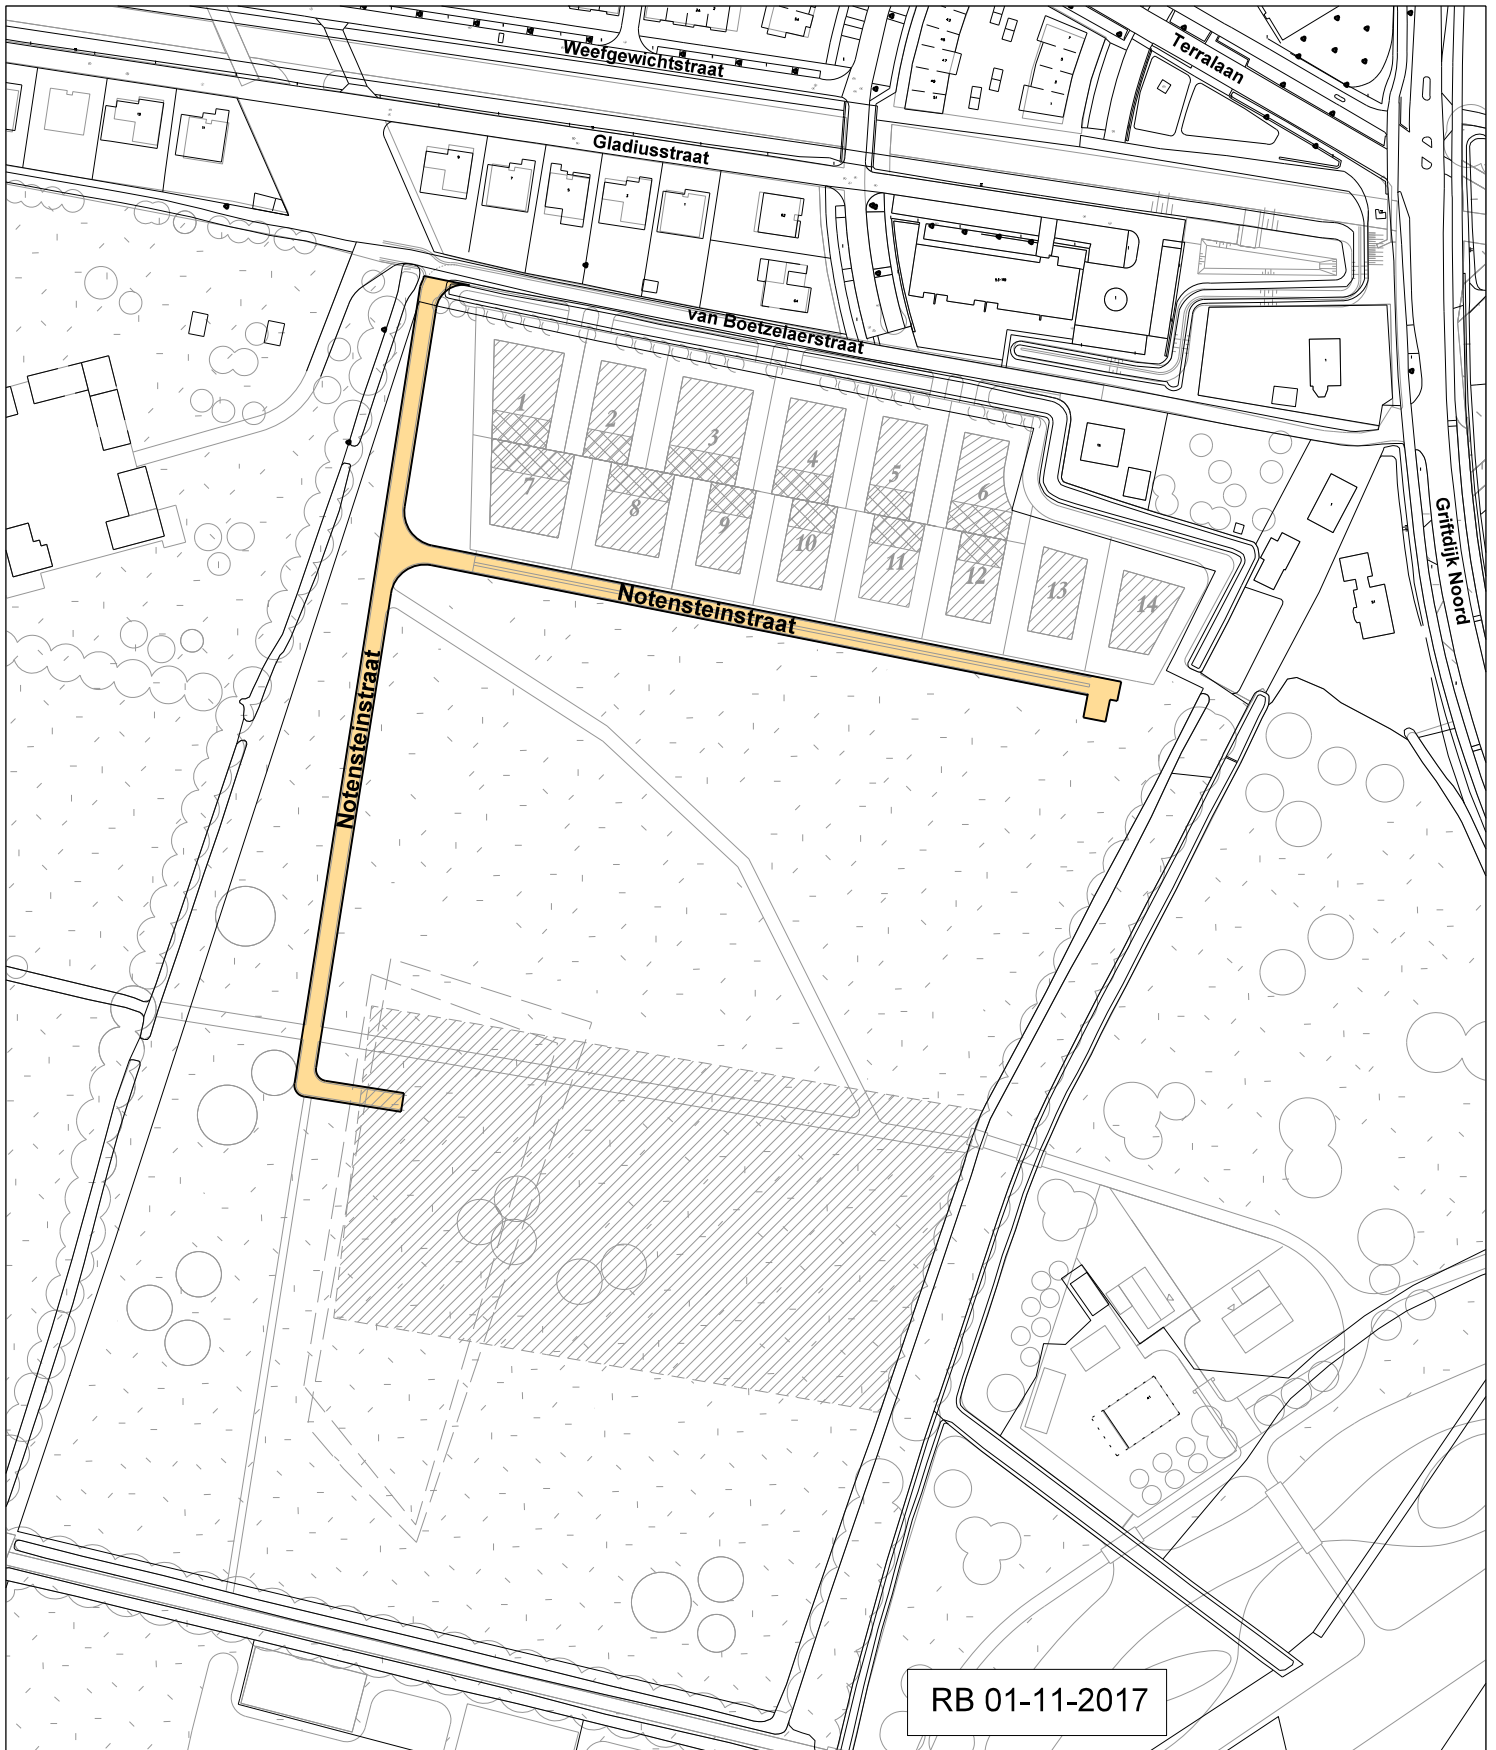 Weefgewichtstraat
Terralaan
Gladiusstraat
van Boetzelaerstraat
1
2
3
4
5
6
7
8
9
10
11
12
13
14
Griftdijk Noord
Notensteinstraat
Notensteinstraat
RB 01-11-2017